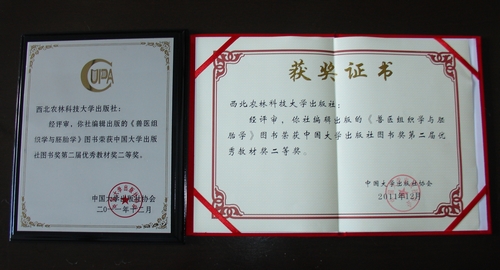 CUPA
西北农林科技大学出版社：
经评审，你社编辑出版的《兽医组
织学与胚胎学》图书荣获中国大学出版
社图书奖第二届优秀教材奖二等奖。
中国大学出版社协会
二〇一一年十二月
获奖证书
西北农林科技大学出版社：
经评审，你社编辑出版的《兽医组织学与胚
胎学》图书荣获中国大学出版社图书奖第二届优
秀教材奖二等奖。
中国大学出版社协会
2011年12月